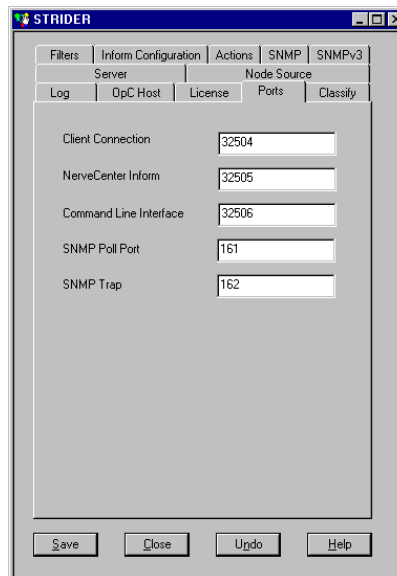 STRIDER
Filters Inform Configuration Actions SNMP SNMPv3
Server Node Source
Log OpC Host License Ports Classify
Client Connection 32504
NerveCenter Inform 32505
Command Line Interface 32506
SNMP Poll Port 161
SNMP Trap 162
Save Close Undo Help